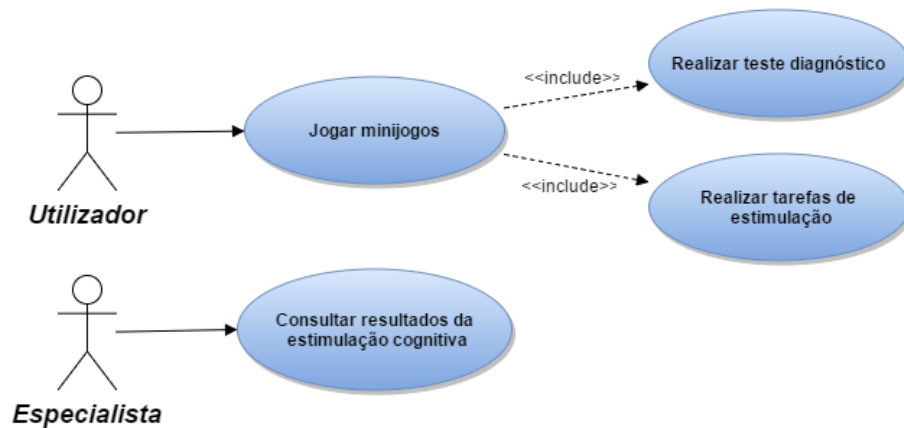 Realizar teste diagnóstico
<<include>>
Jogar minijogos
<<include>>
Realizar tarefas de
estimulação
Utilizador
Consultar resultados da
estimulação cognitiva
Especialista